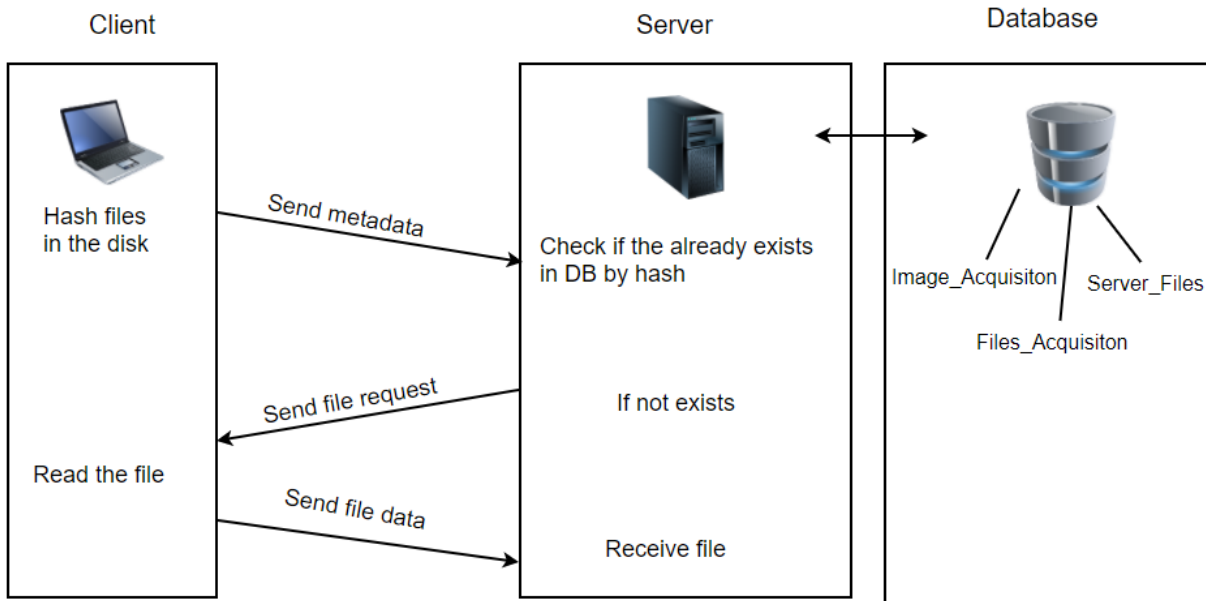 Client
Server
Database
Hash files
in the disk
Send metadata
Check if the already exists
in DB by hash
Image_Acquisiton
Server_Files
Files_Acquisiton
Send file request
If not exists
Read the file
Send file data
Receive file